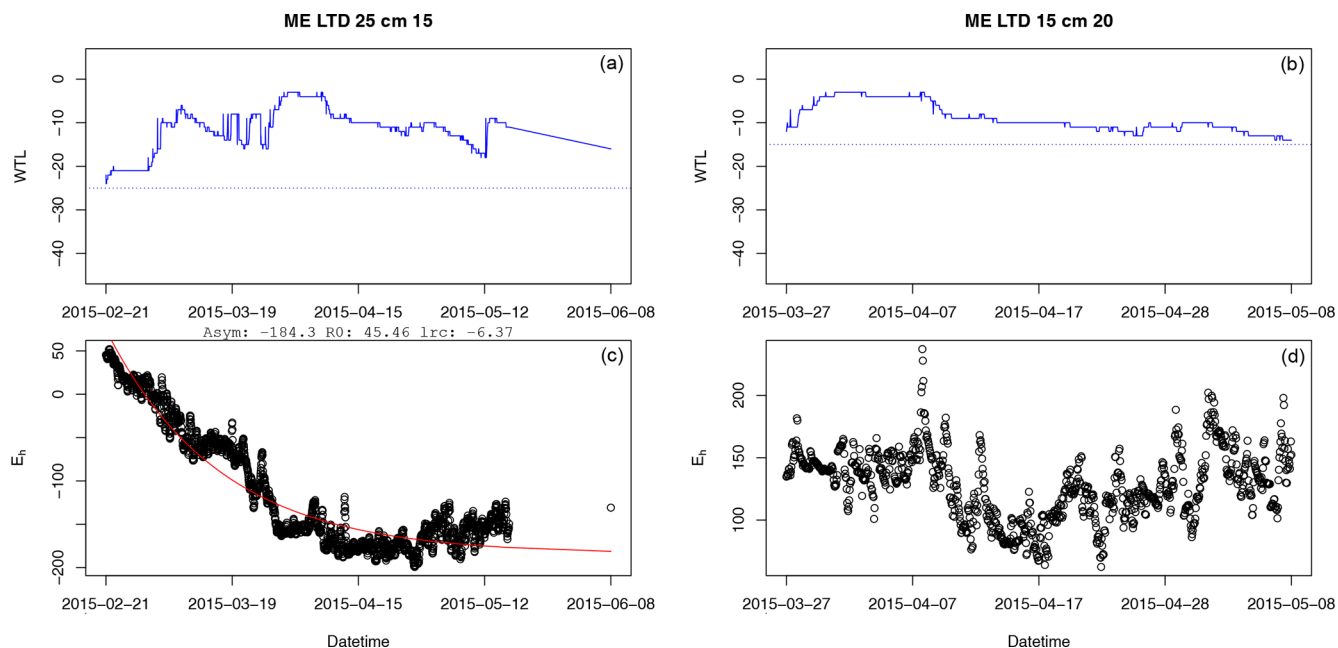 ME LTD 25 cm 15
ME LTD 15 cm 20
(a)
WTL
0
−10
−20
−30
−40
2015−02−21
2015−03−19
2015−04−15
2015−05−12
2015−06−08
(b)
WTL
0
−10
−20
−30
−40
2015−03−27
2015−04−07
2015−04−17
2015−04−28
2015−05−08
Asym: −184.3 R0: 45.46 lrc: −6.37
(c)
Eh
50
0
−100
−200
2015−02−21
2015−03−19
2015−04−15
2015−05−12
2015−06−08
Datetime
(d)
Eh
200
150
100
2015−03−27
2015−04−07
2015−04−17
2015−04−28
2015−05−08
Datetime